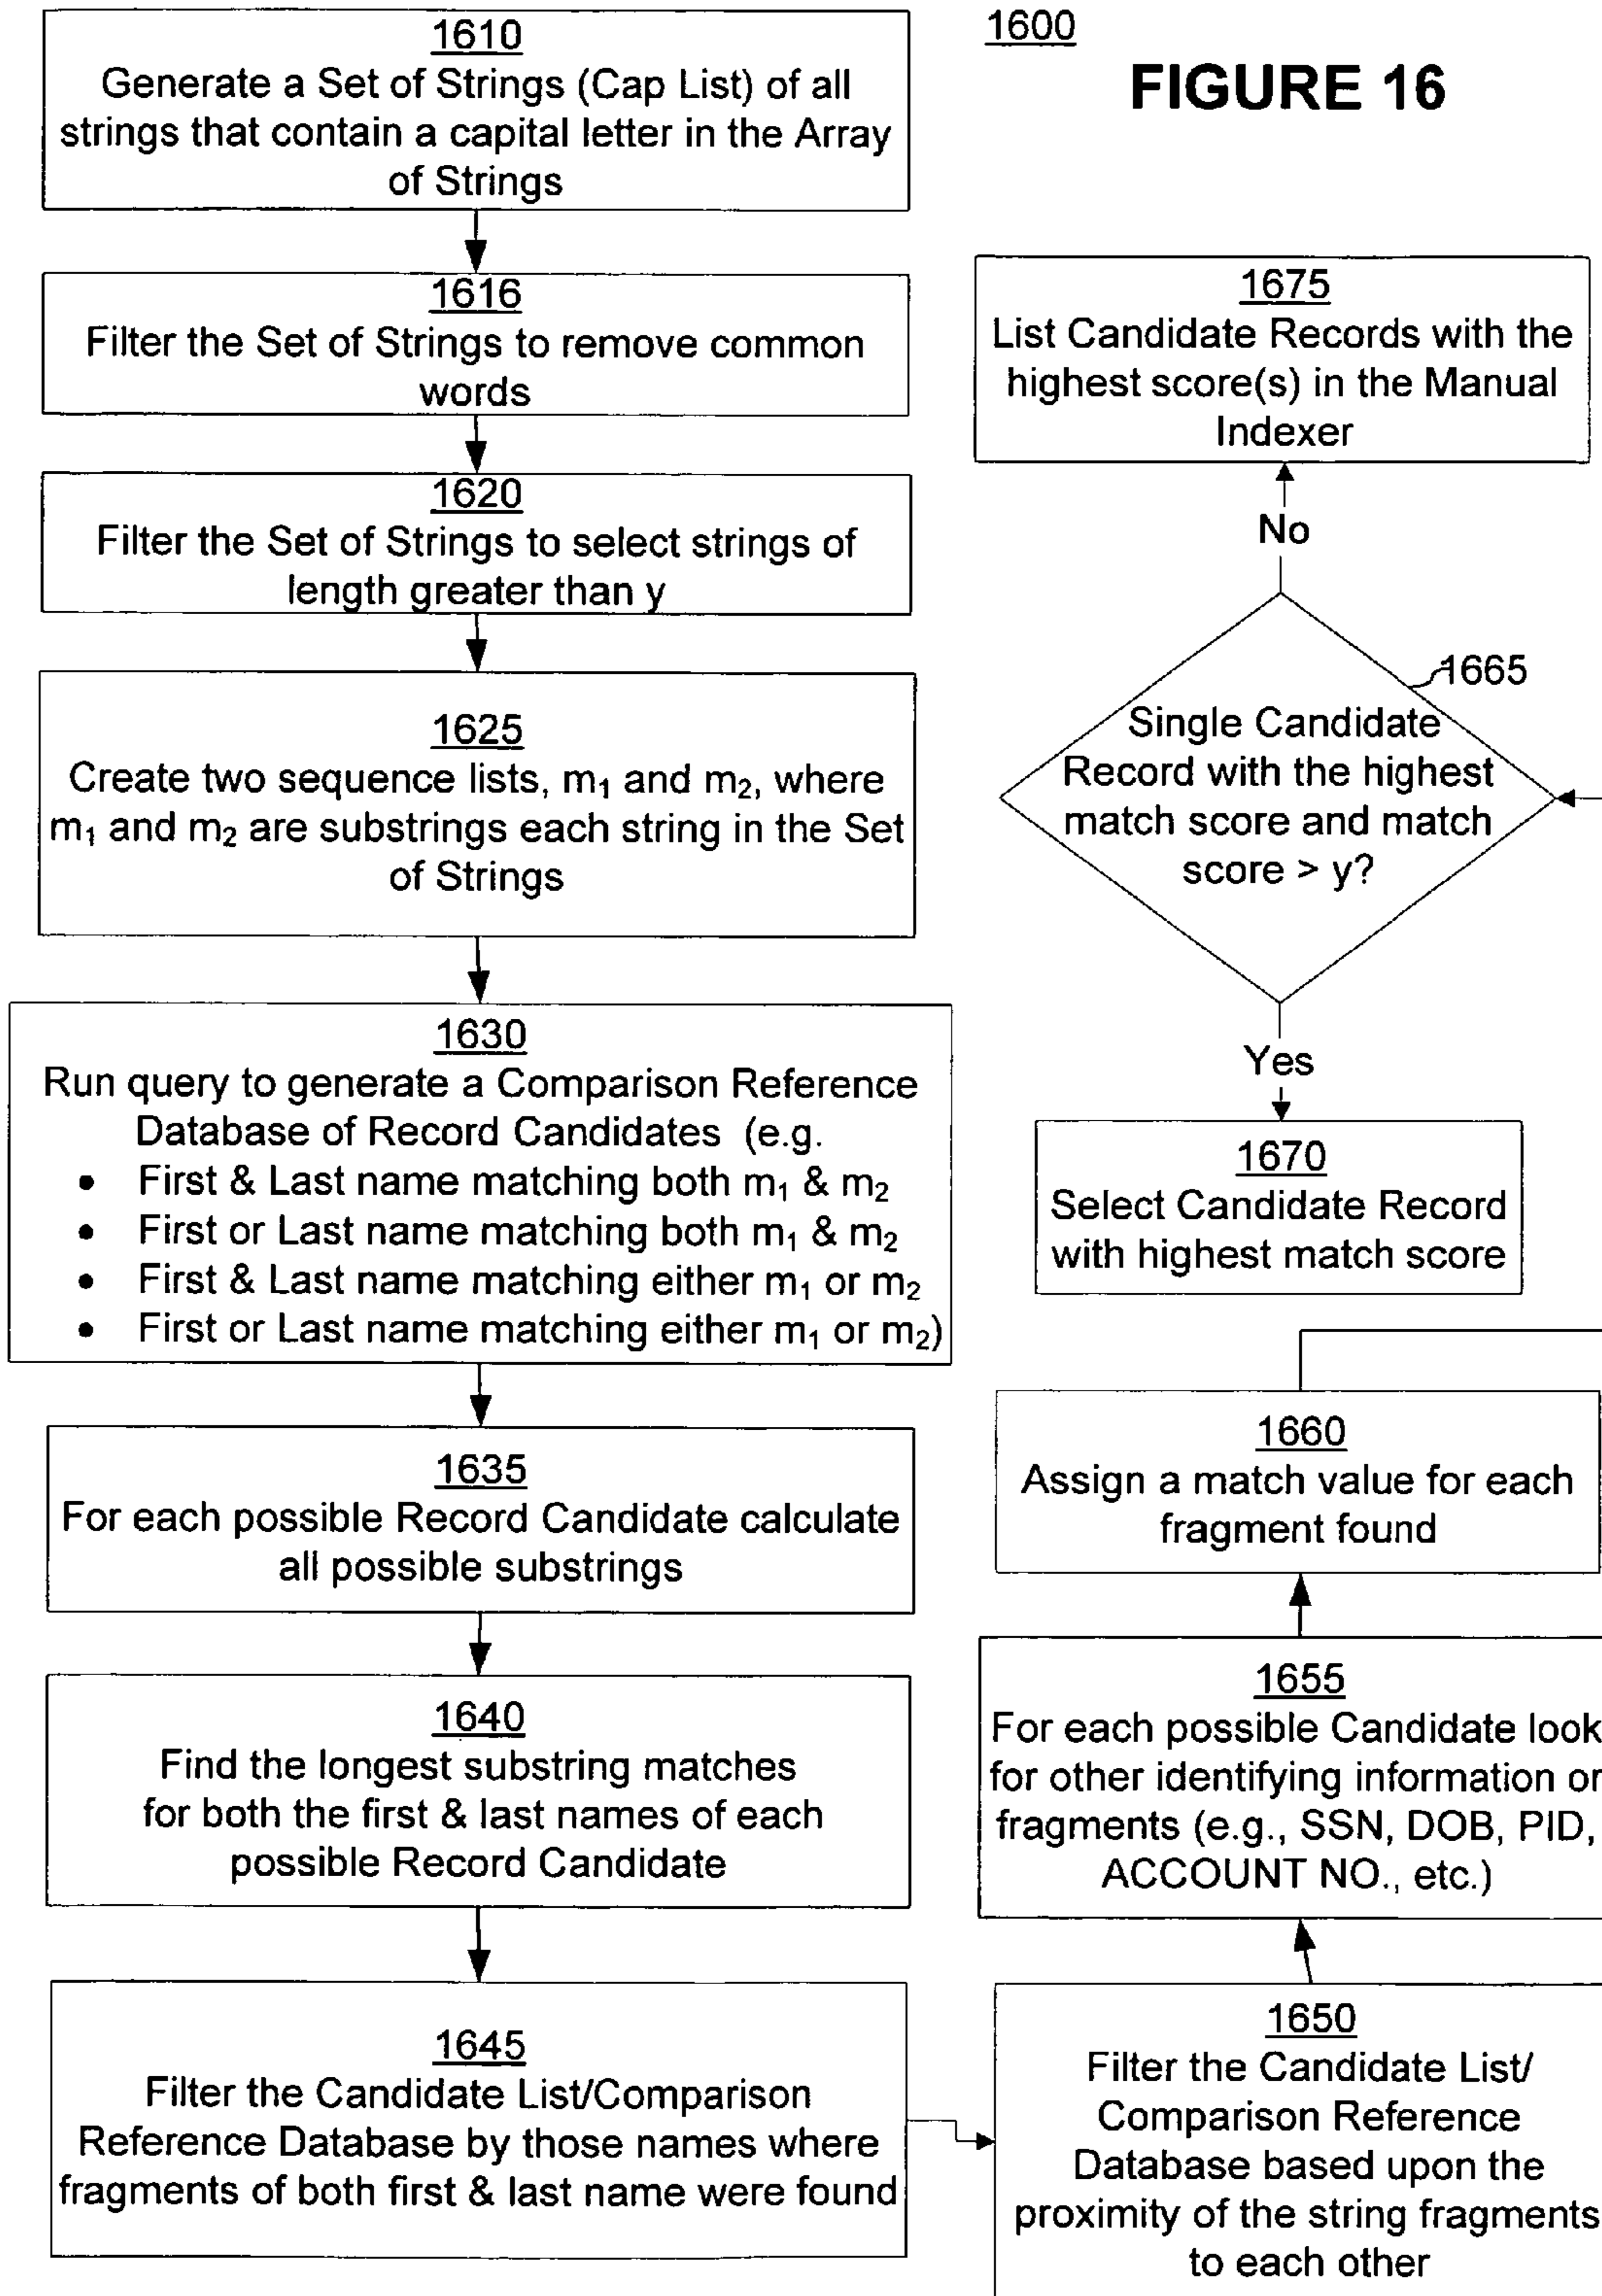 1600
FIGURE 16
1610
Generate a Set of Strings (Cap List) of all
strings that contain a capital letter in the Array
of Strings
1616
Filter the Set of Strings to remove common
words
1620
Filter the Set of Strings to select strings of
length greater than y
1625
Create two sequence lists, m₁ and m₂, where
m₁ and m₂ are substrings each string in the Set
of Strings
1630
Run query to generate a Comparison Reference
Database of Record Candidates (e.g.
• First & Last name matching both m₁ & m₂
• First or Last name matching both m₁ & m₂
• First & Last name matching either m₁ or m₂
• First or Last name matching either m₁ or m₂)
1635
For each possible Record Candidate calculate
all possible substrings
1640
Find the longest substring matches
for both the first & last names of each
possible Record Candidate
1645
Filter the Candidate List/Comparison
Reference Database by those names where
fragments of both first & last name were found
1650
Filter the Candidate List/
Comparison Reference
Database based upon the
proximity of the string fragments
to each other
1655
For each possible Candidate look
for other identifying information or
fragments (e.g., SSN, DOB, PID,
ACCOUNT NO., etc.)
1660
Assign a match value for each
fragment found
1665
Single Candidate
Record with the highest
match score and match
score > y?
No
1675
List Candidate Records with the
highest score(s) in the Manual
Indexer
Yes
1670
Select Candidate Record
with highest match score